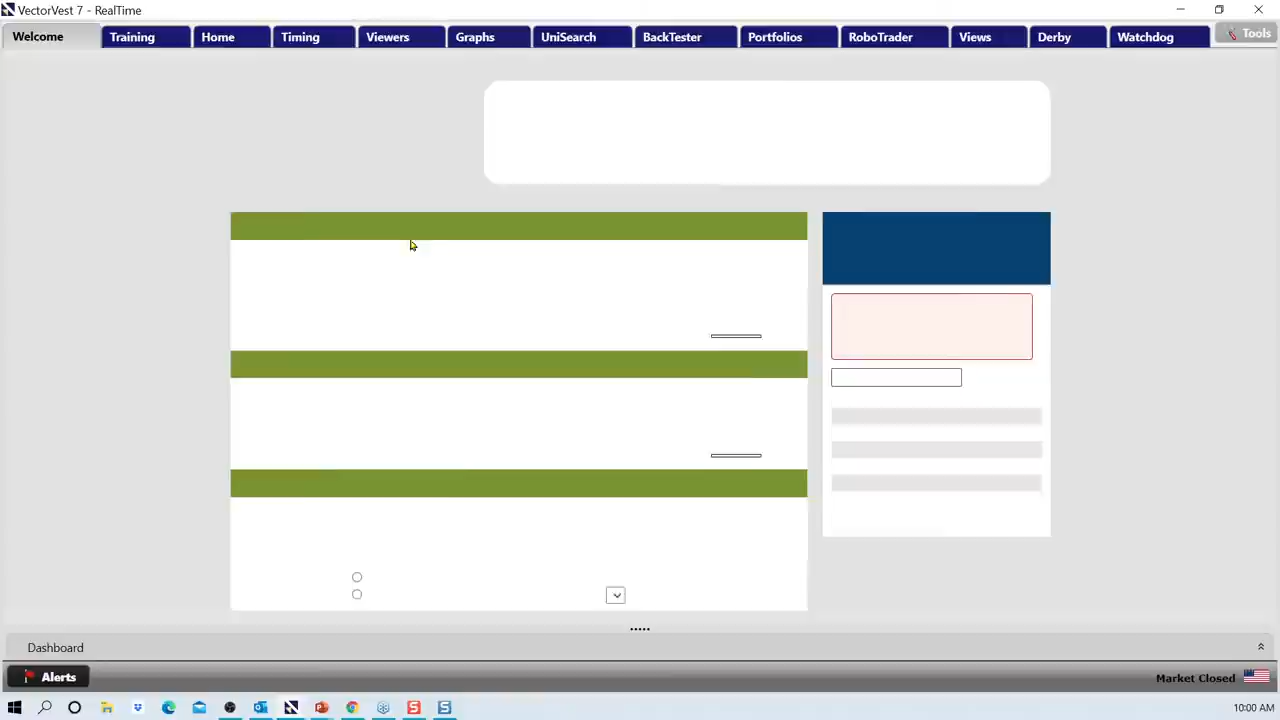 VectorVest 7 - RealTime
Welcome Training Home Timing Viewers Graphs UniSearch BackTester Portfolios RoboTrader Views Derby Watchdog Tools
Dashboard
Alerts Market Closed
10:00 AM